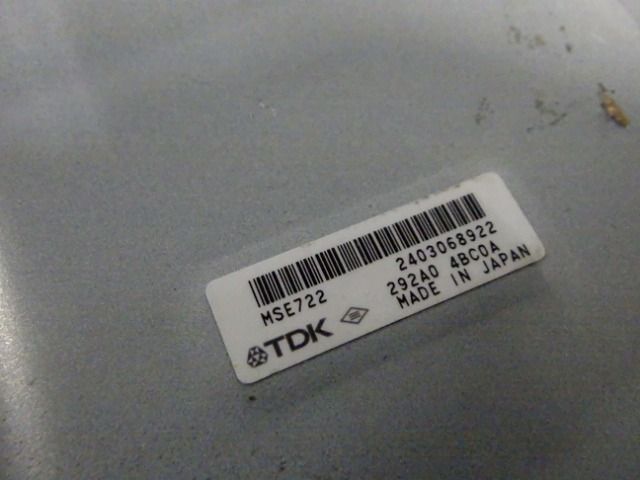 MSE722 2403068922
292A0 4BC0A
TDK MADE IN JAPAN